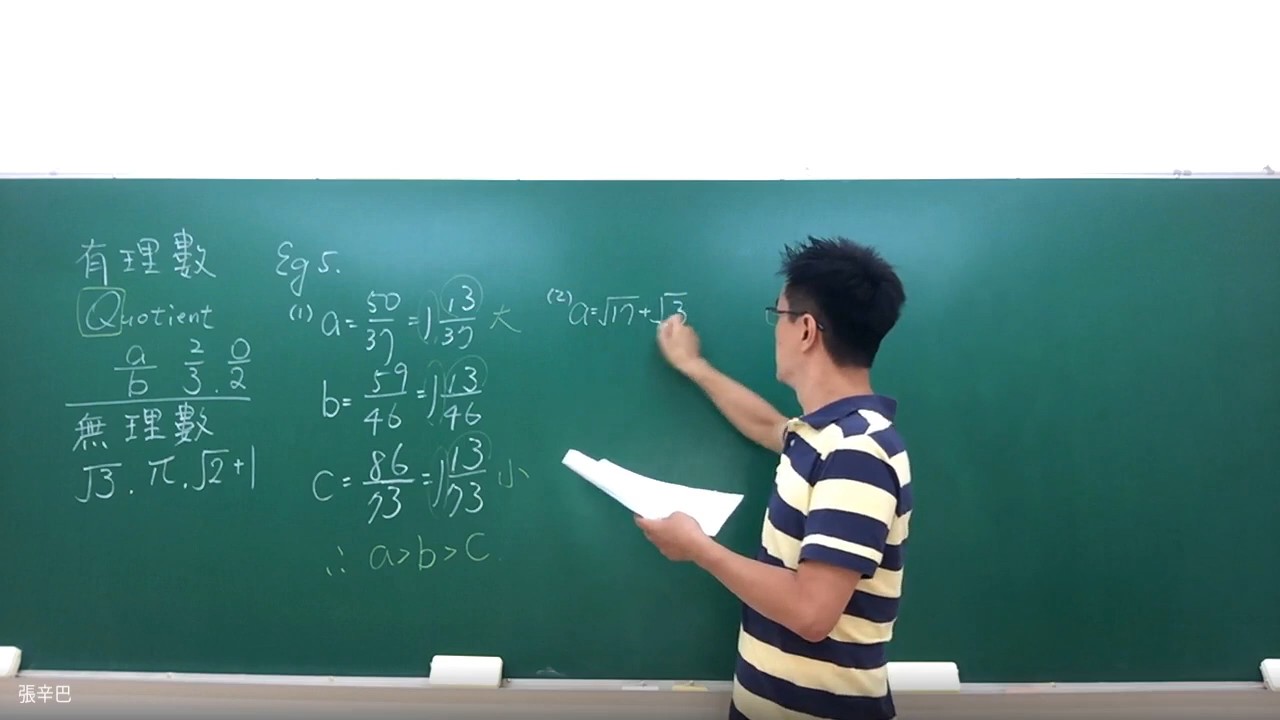 有理數
Quotient
a/b 2/3 . 0/2
無理數
√3 . π . √2+1
Eg 5.
(1) a = 50/37 = 1 13/37 大
b = 59/46 = 1 13/46
c = 86/73 = 1 13/73 小
∴ a > b > c .
(2) a = √17 + √3
張辛巴